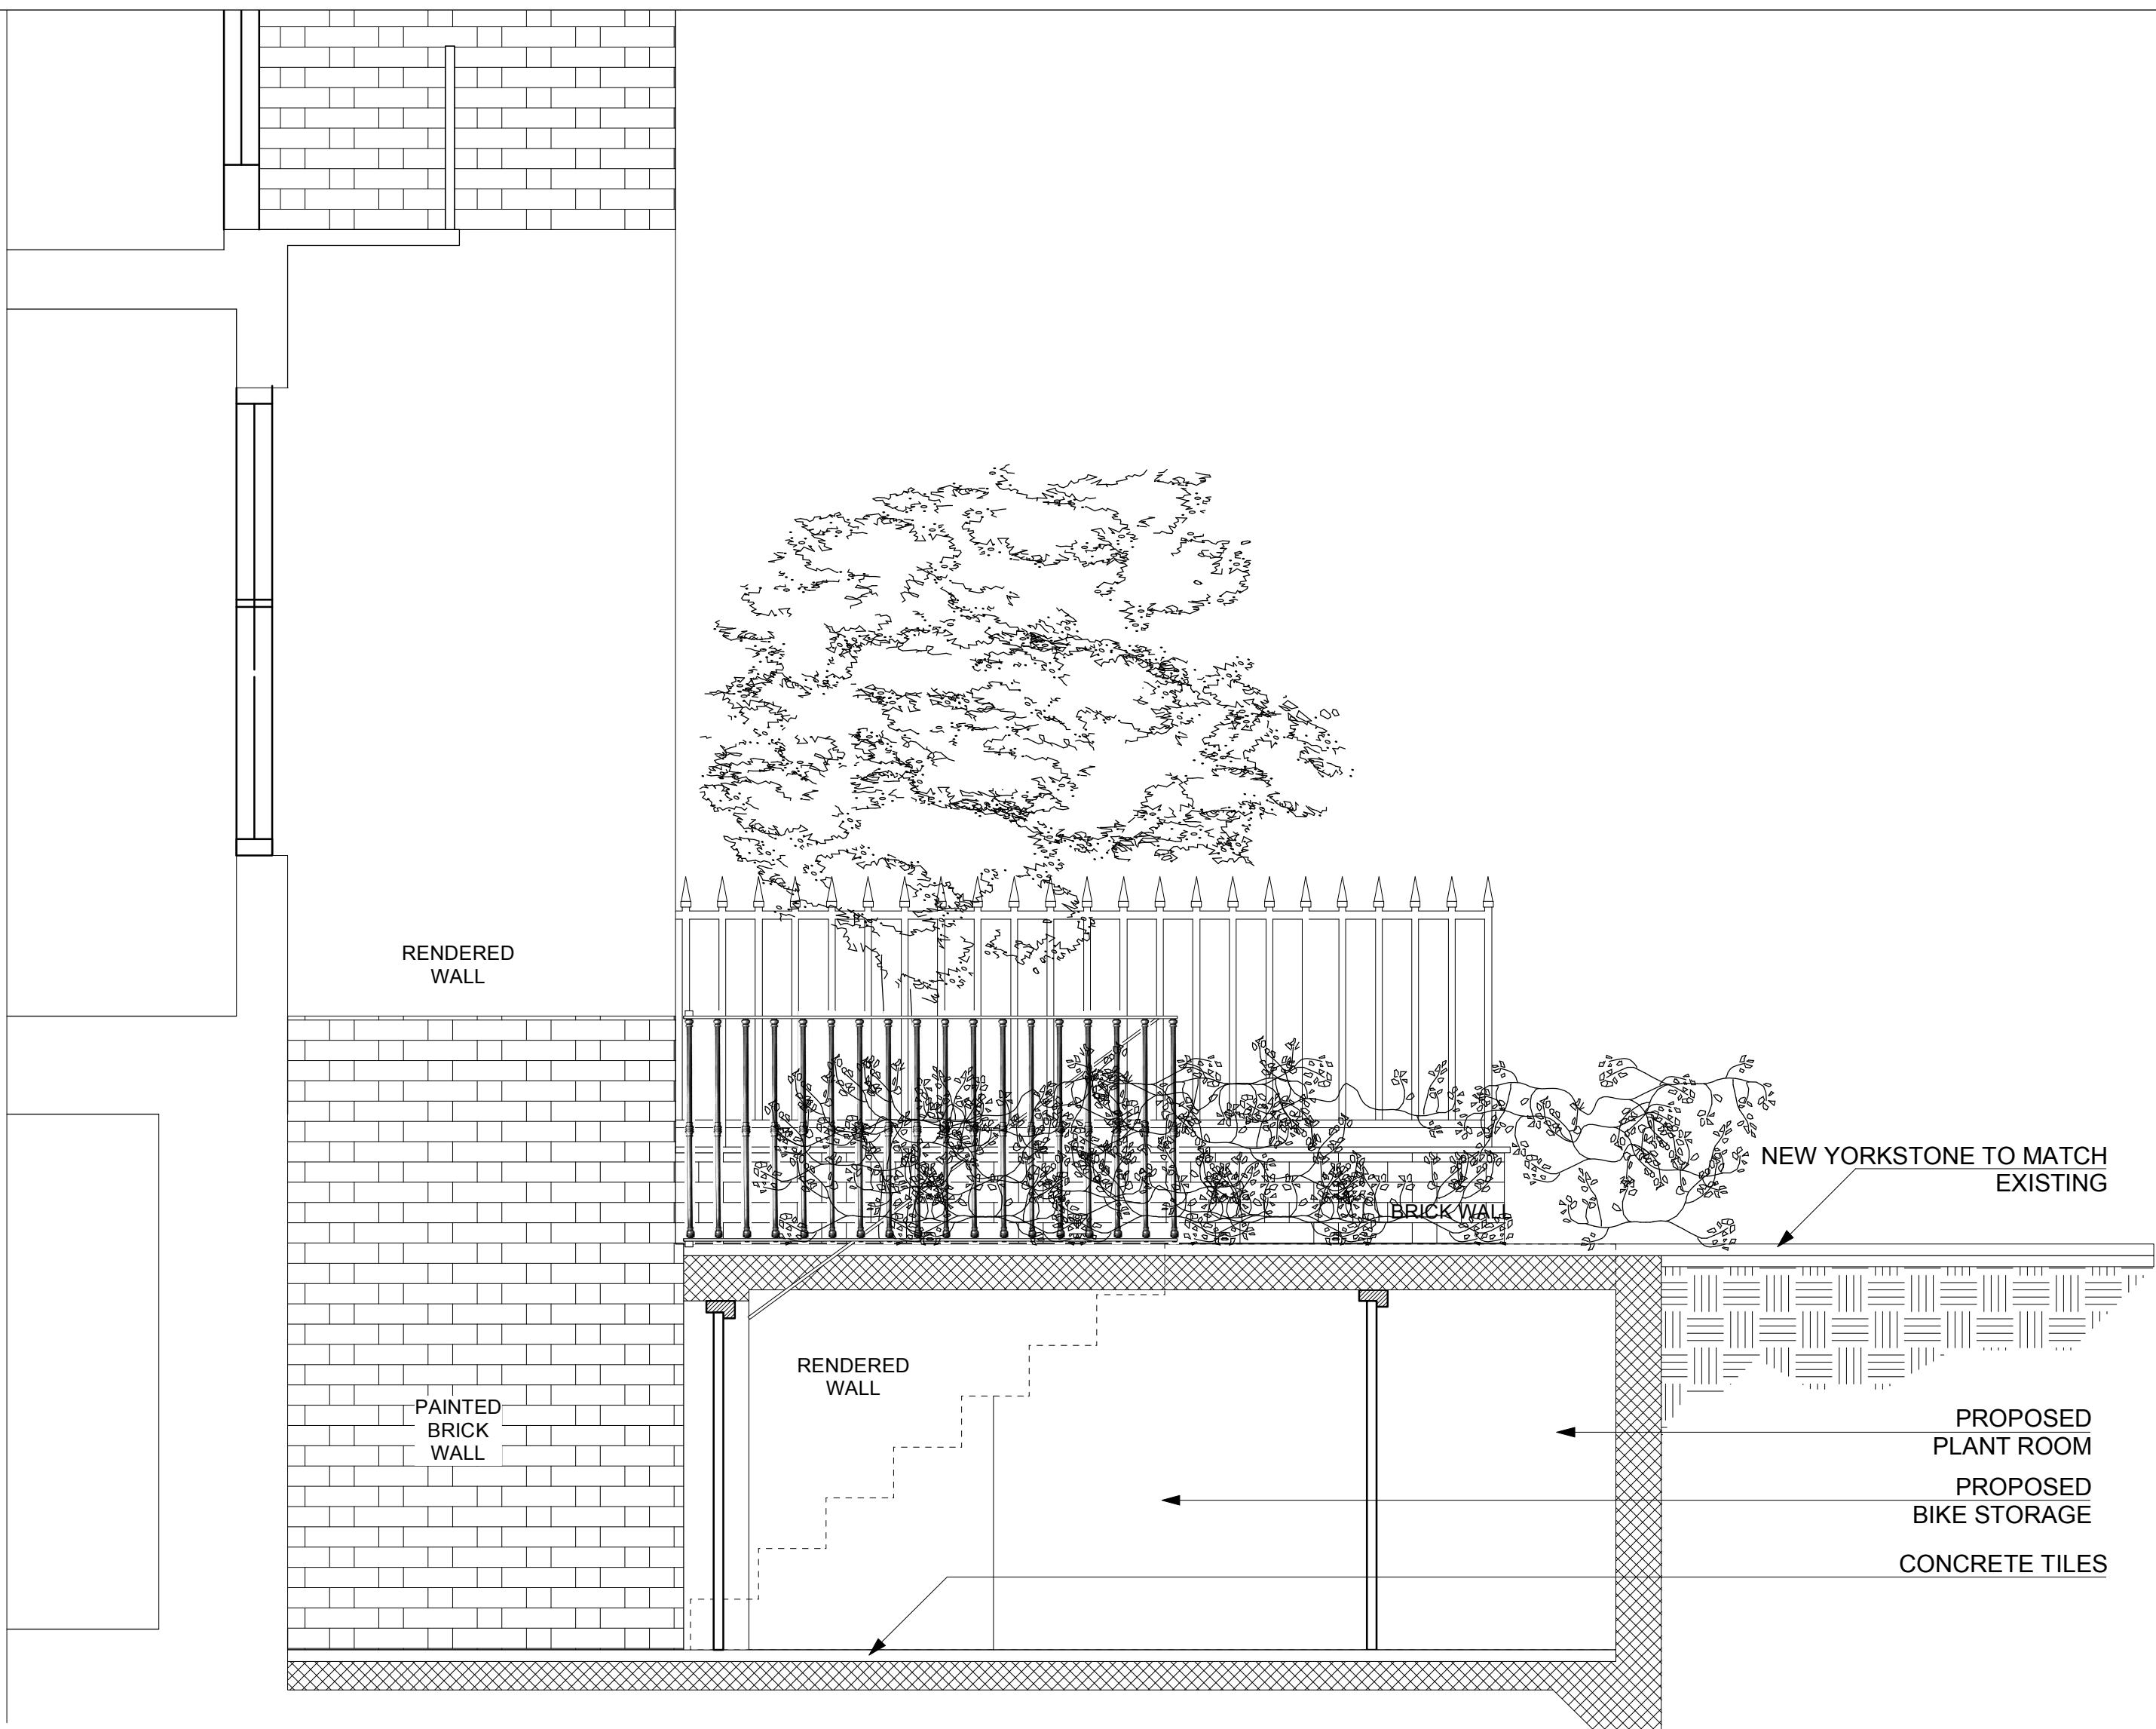 RENDERED
WALL
NEW YORKSTONE TO MATCH
EXISTING
BRICK WALL
RENDERED
WALL
PAINTED
BRICK
WALL
PROPOSED
PLANT ROOM
PROPOSED
BIKE STORAGE
CONCRETE TILES